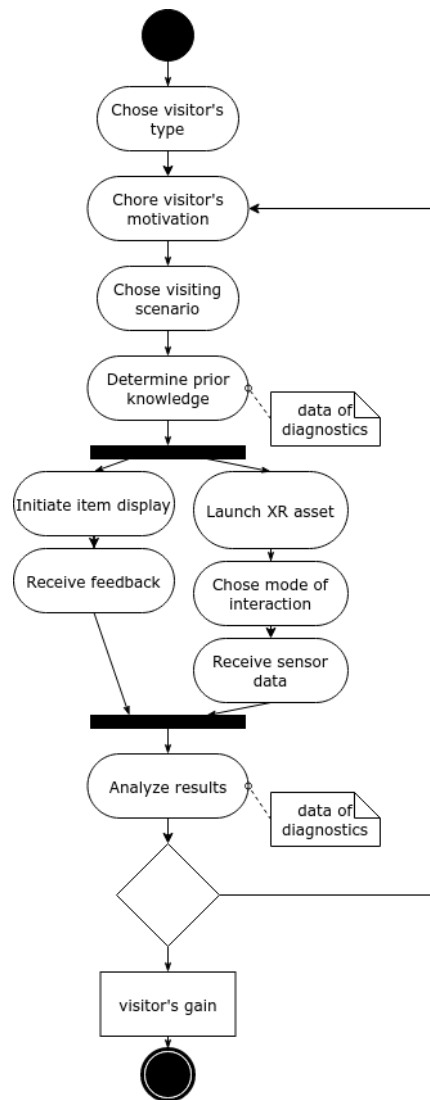 Chose visitor's
type
Chore visitor's
motivation
Chose visiting
scenario
Determine prior
knowledge
data of
diagnostics
Initiate item display
Launch XR asset
Receive feedback
Chose mode of
interaction
Receive sensor
data
Analyze results
data of
diagnostics
visitor's gain